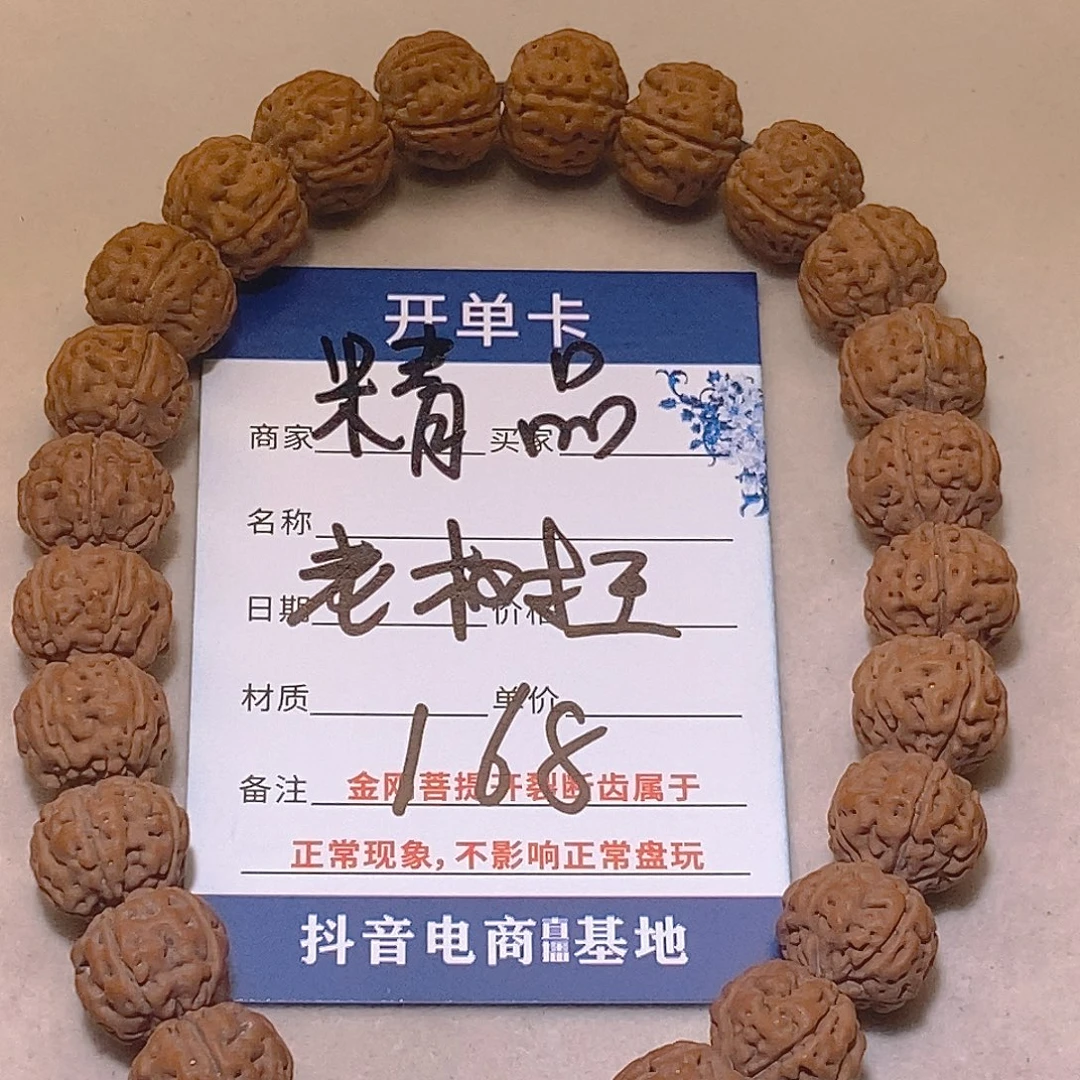 开单卡
精品
商家 买家
名称
老树王
日期 价格
材质 单价
168
备注 金刚菩提开裂断齿属于
正常现象，不影响正常盘玩
抖音电商直播基地